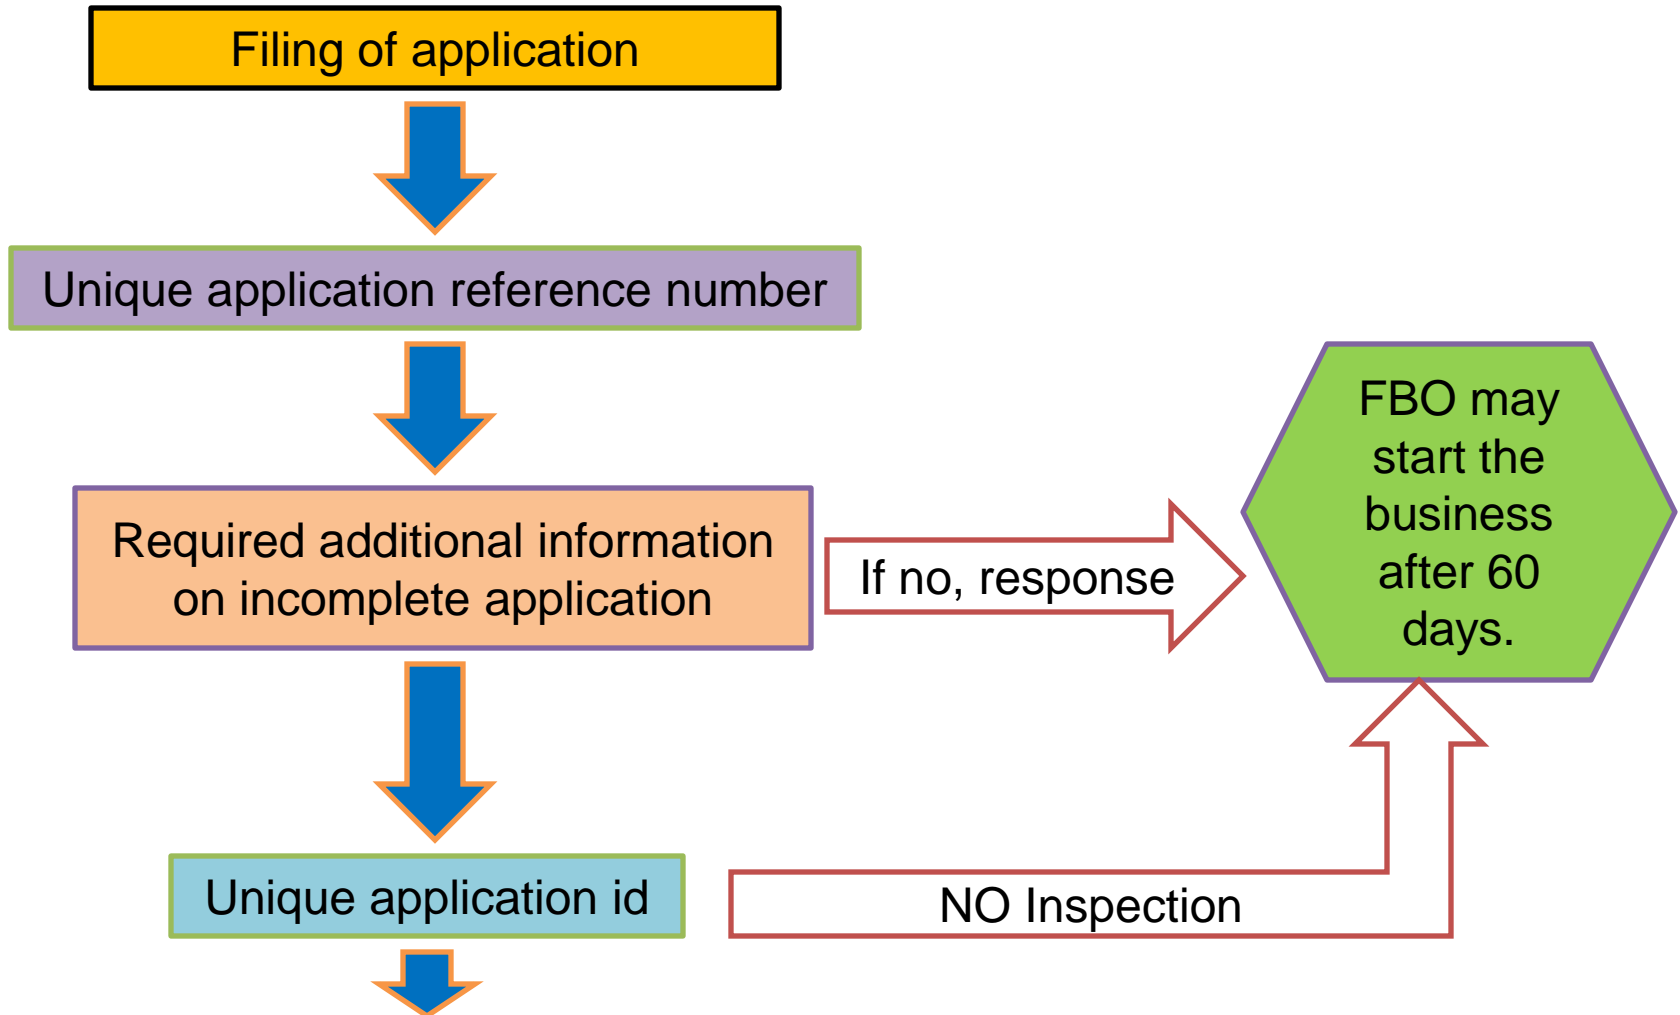 Filing of application
Unique application reference number
Required additional information
on incomplete application
If no, response
FBO may
start the
business
after 60
days.
Unique application id
NO Inspection